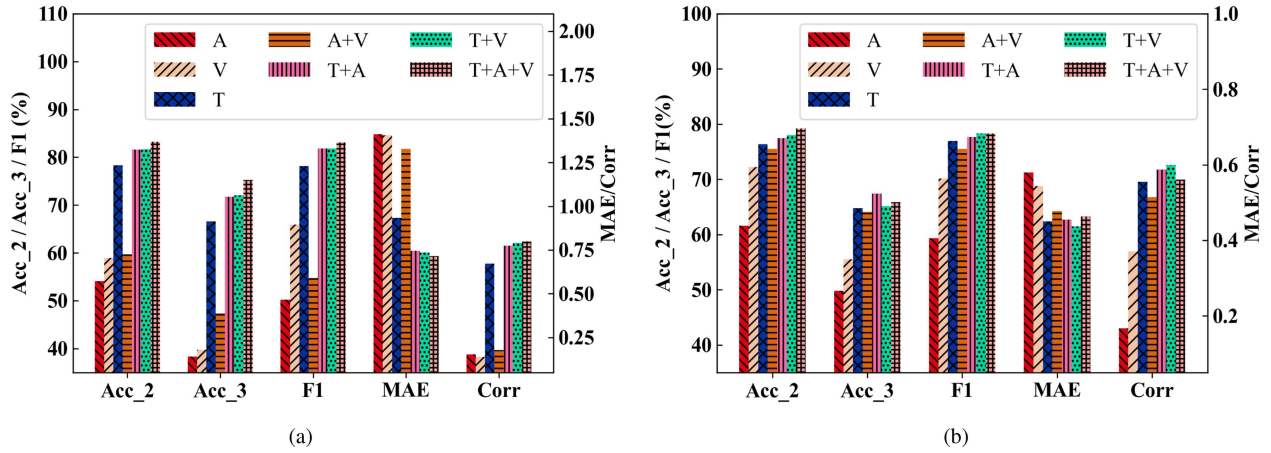 110
100
90
80
70
60
50
40
Acc_2 / Acc_3 / F1 (%)
A
V
T
A+V
T+A
T+V
T+A+V
2.00
1.75
1.50
1.25
1.00
0.75
0.50
0.25
MAE/Corr
Acc_2 Acc_3 F1 MAE Corr
(a)
100
90
80
70
60
50
40
Acc_2 / Acc_3 / F1(%)
A
V
T
A+V
T+A
T+V
T+A+V
1.0
0.8
0.6
0.4
0.2
MAE/Corr
Acc_2 Acc_3 F1 MAE Corr
(b)